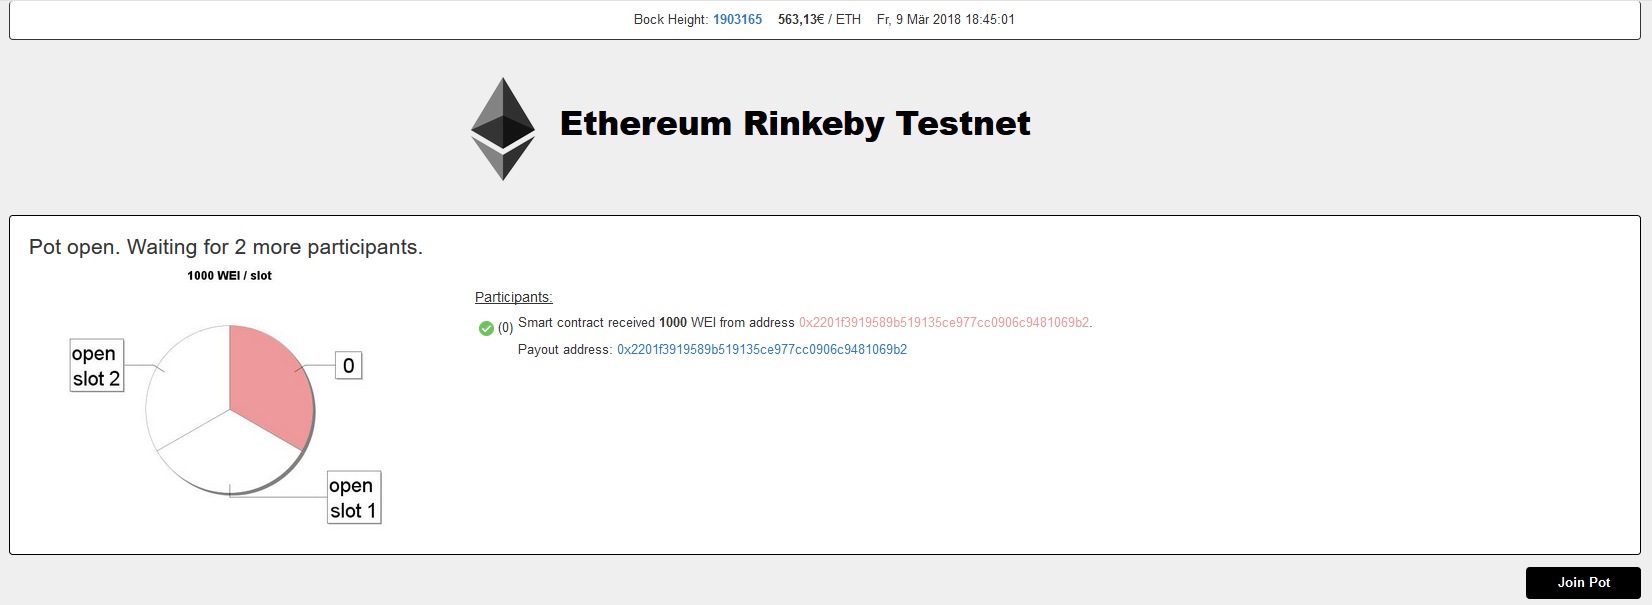 Bock Height: 1903165 563,13€ / ETH Fr, 9 Mär 2018 18:45:01
Ethereum Rinkeby Testnet
Pot open. Waiting for 2 more participants.
1000 WEI / slot
open
slot 2
0
open
slot 1
Participants:
(0) Smart contract received 1000 WEI from address 0x2201f3919589b519135ce977cc0906c9481069b2.
Payout address: 0x2201f3919589b519135ce977cc0906c9481069b2
Join Pot